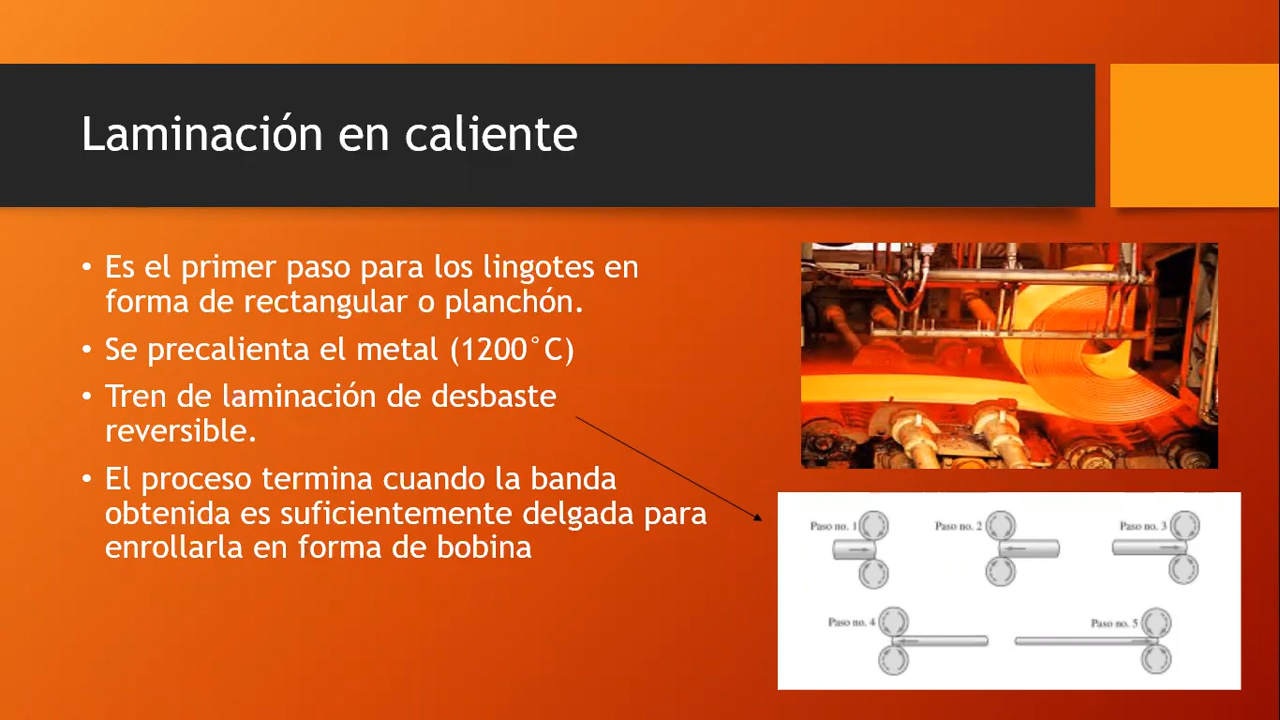 Laminación en caliente
• Es el primer paso para los lingotes en
forma de rectangular o planchón.
• Se precalienta el metal (1200°C)
• Tren de laminación de desbaste
reversible.
• El proceso termina cuando la banda
obtenida es suficientemente delgada para
enrollarla en forma de bobina
Paso no. 1
Paso no. 2
Paso no. 3
Paso no. 4
Paso no. 5